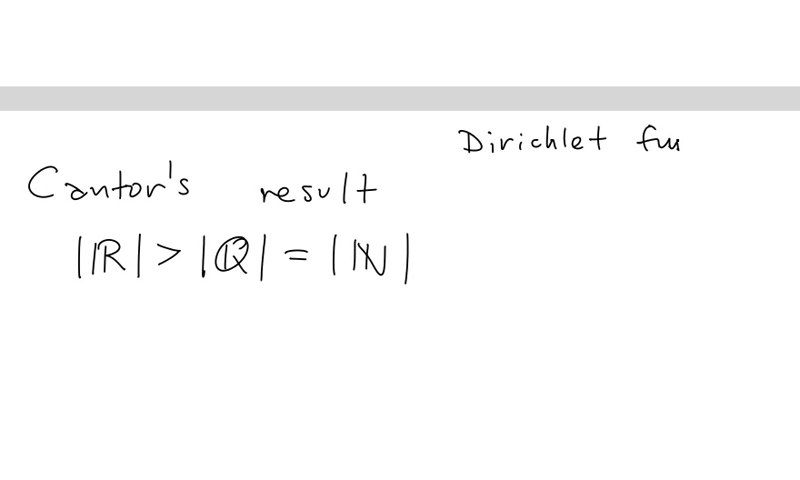 Dirichlet fu
Cantor's result
|ℝ| > |ℚ| = |ℕ|